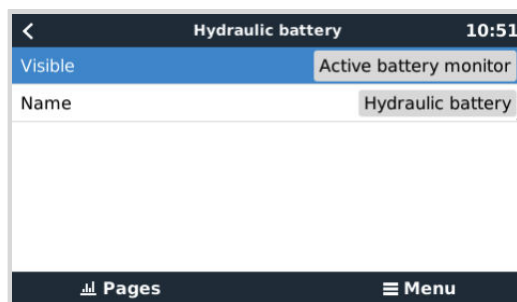 Hydraulic battery 10:51
Visible Active battery monitor
Name Hydraulic battery
Pages Menu